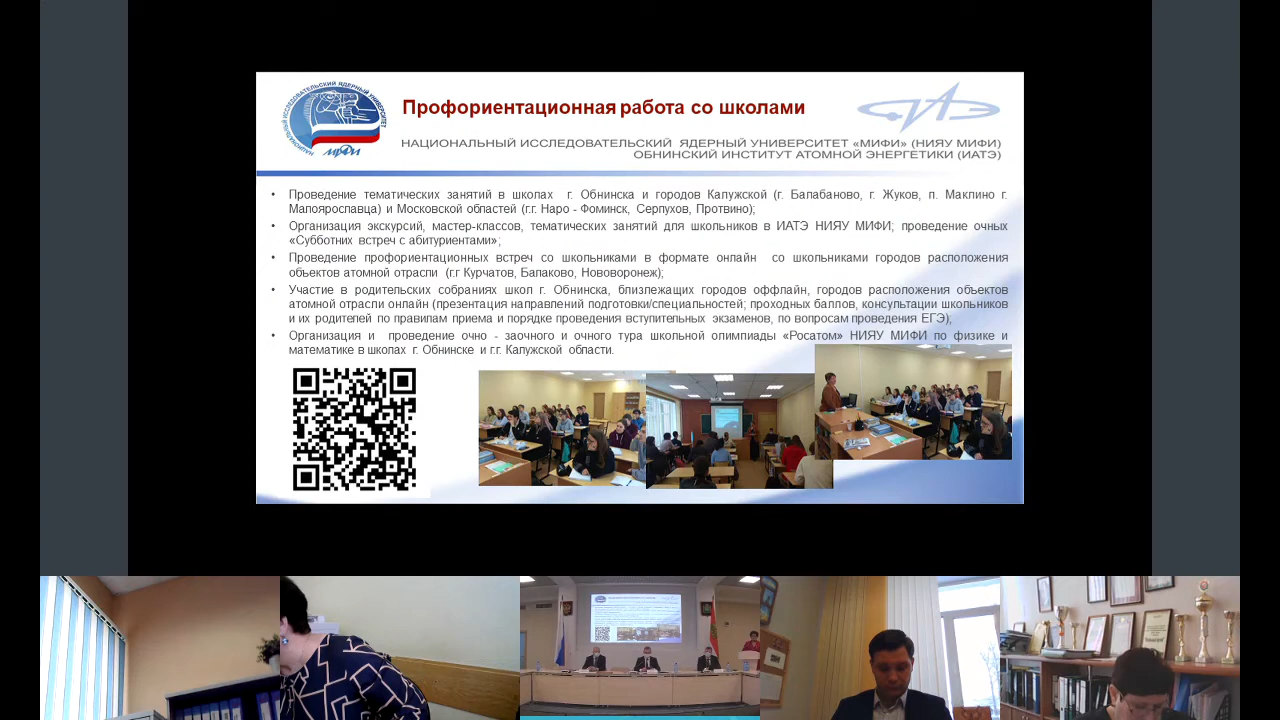 Профориентационная работа со школами
НАЦИОНАЛЬНЫЙ ИССЛЕДОВАТЕЛЬСКИЙ ЯДЕРНЫЙ УНИВЕРСИТЕТ «МИФИ» (НИЯУ МИФИ)
ОБНИНСКИЙ ИНСТИТУТ АТОМНОЙ ЭНЕРГЕТИКИ (ИАТЭ)
НАЦИОНАЛЬНЫЙ ИССЛЕДОВАТЕЛЬСКИЙ ЯДЕРНЫЙ УНИВЕРСИТЕТ
МИФИ
ИАТЭ
• Проведение тематических занятий в школах г. Обнинска и городов Калужской (г. Балабаново, г. Жуков, п. Маклино г.
Малоярославца) и Московской областей (г.г. Наро - Фоминск, Серпухов, Протвино);
• Организация экскурсий, мастер-классов, тематических занятий для школьников в ИАТЭ НИЯУ МИФИ; проведение очных
«Субботних встреч с абитуриентами»;
• Проведение профориентационных встреч со школьниками в формате онлайн со школьниками городов расположения
объектов атомной отрасли (г.г Курчатов, Балаково, Нововоронеж);
• Участие в родительских собраниях школ г. Обнинска, близлежащих городов оффлайн, городов расположения объектов
атомной отрасли онлайн (презентация направлений подготовки/специальностей; проходных баллов, консультации школьников
и их родителей по правилам приема и порядке проведения вступительных экзаменов, по вопросам проведения ЕГЭ);
• Организация и проведение очно - заочного и очного тура школьной олимпиады «Росатом» НИЯУ МИФИ по физике и
математике в школах г. Обнинске и г.г. Калужской области.